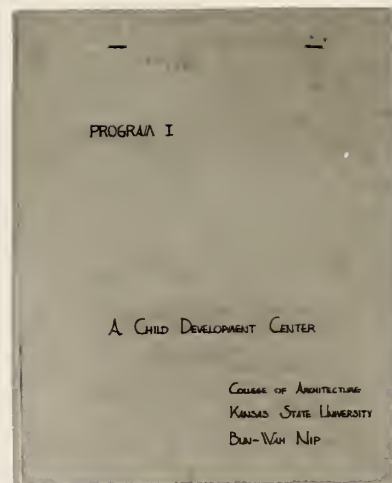 PROGRAM I
A CHILD DEVELOPMENT CENTER
COLLEGE OF ARCHITECTURE
KANSAS STATE UNIVERSITY
BUN-WAH NIP